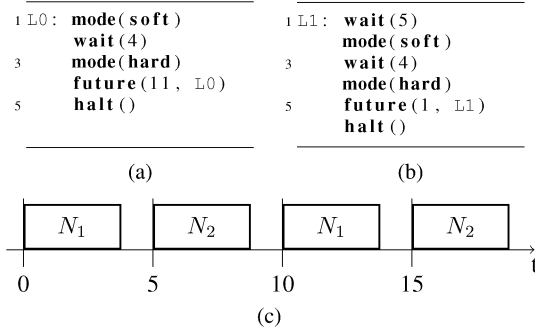 1 L0: mode(soft)
wait(4)
3 mode(hard)
future(11, L0)
5 halt()
(a)
1 L1: wait(5)
mode(soft)
3 wait(4)
mode(hard)
5 future(1, L1)
halt()
(b)
N1 N2 N1 N2
t
0 5 10 15
(c)